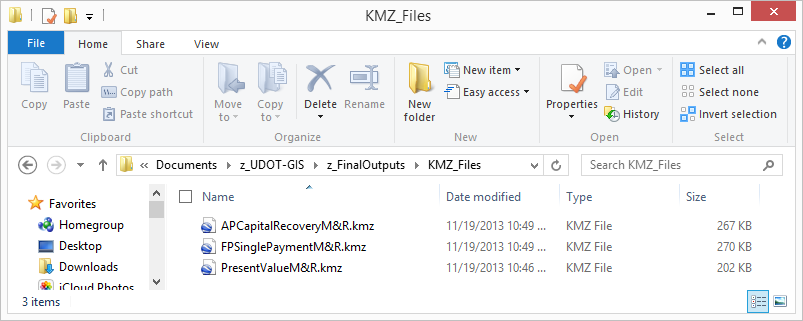 KMZ_Files
File Home Share View
Copy
Paste
Cut
Copy path
Paste shortcut
Clipboard
Move to
Copy to
Delete
Rename
Organize
New folder
New item
Easy access
New
Properties
Open
Edit
History
Open
Select all
Select none
Invert selection
Select
« Documents z_UDOT-GIS z_FinalOutputs KMZ_Files
Search KMZ_Files
Favorites
Homegroup
Desktop
Downloads
iCloud Photos
Name Date modified Type Size
APCapitalRecoveryM&R.kmz 11/19/2013 10:49 ... KMZ File 267 KB
FPSinglePaymentM&R.kmz 11/19/2013 10:49 ... KMZ File 270 KB
PresentValueM&R.kmz 11/19/2013 10:46 ... KMZ File 202 KB
3 items